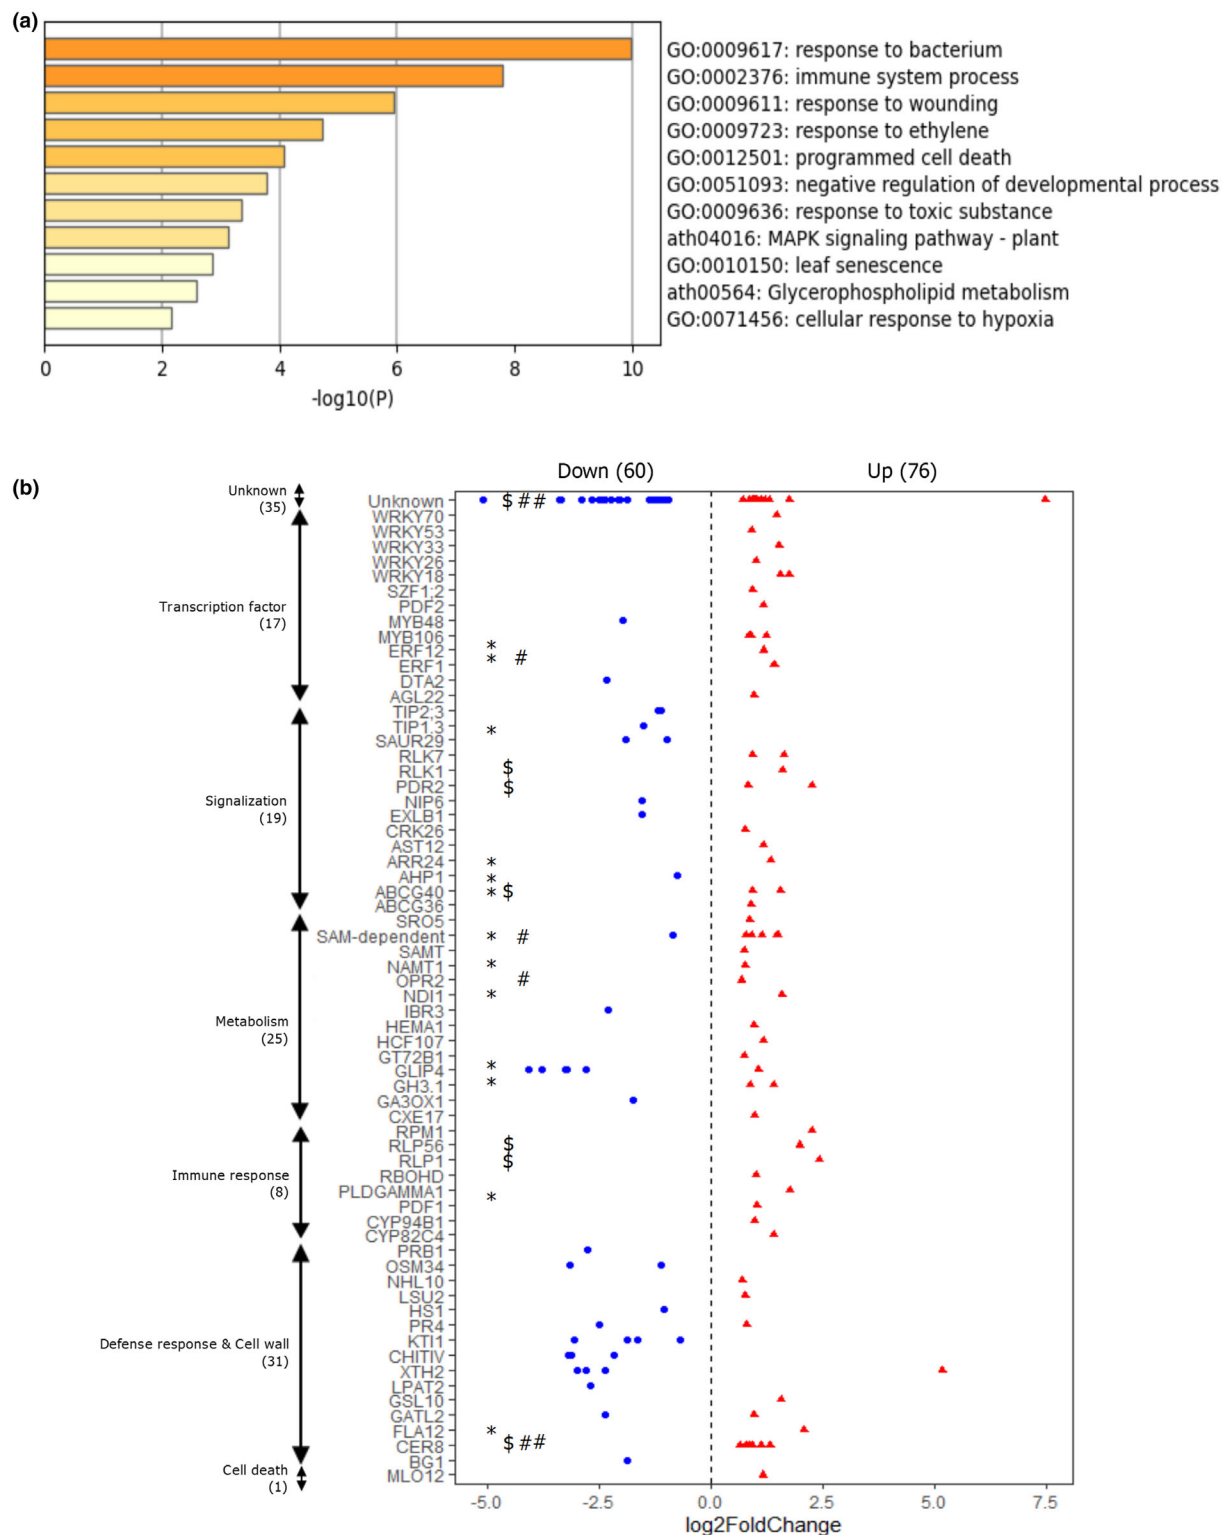 (a)
GO:0009617: response to bacterium
GO:0002376: immune system process
GO:0009611: response to wounding
GO:0009723: response to ethylene
GO:0012501: programmed cell death
GO:0051093: negative regulation of developmental process
GO:0009636: response to toxic substance
ath04016: MAPK signaling pathway - plant
GO:0010150: leaf senescence
ath00564: Glycerophospholipid metabolism
GO:0071456: cellular response to hypoxia
0 2 4 6 8 10
-log10(P)
(b)
Down (60) Up (76)
Unknown
(35)
Transcription factor
(17)
Signalization
(19)
Metabolism
(25)
Immune response
(8)
Defense response & Cell wall
(31)
Cell death
(1)
Unknown $ ##
WRKY70
WRKY53
WRKY33
WRKY26
WRKY18
SZF1;2
PDF2
MYB48
MYB106
ERF12 *
ERF1 * #
DTA2
AGL22
TIP2;3
TIP1;3 *
SAUR29
RLK7
RLK1 $
PDR2 $
NIP6
EXLB1
CRK26
AST12
ARR24 *
AHP1 *
ABCG40 * $
ABCG36
SRO5
SAM-dependent * #
SAMT
NAMT1 *
OPR2 #
NDI1 *
IBR3
HEMA1
HCF107
GT72B1
GLIP4 *
GH3.1 *
GA3OX1
CXE17
RPM1
RLP56 $
RLP1 $
RBOHD
PLDGAMMA1 *
PDF1
CYP94B1
CYP82C4
PRB1
OSM34
NHL10
LSU2
HS1
PR4
KTI1
CHITIV
XTH2
LPAT2
GSL10
GATL2
FLA12 *
CER8 $ ##
BG1
MLO12
-5.0 -2.5 0.0 2.5 5.0 7.5
log2FoldChange